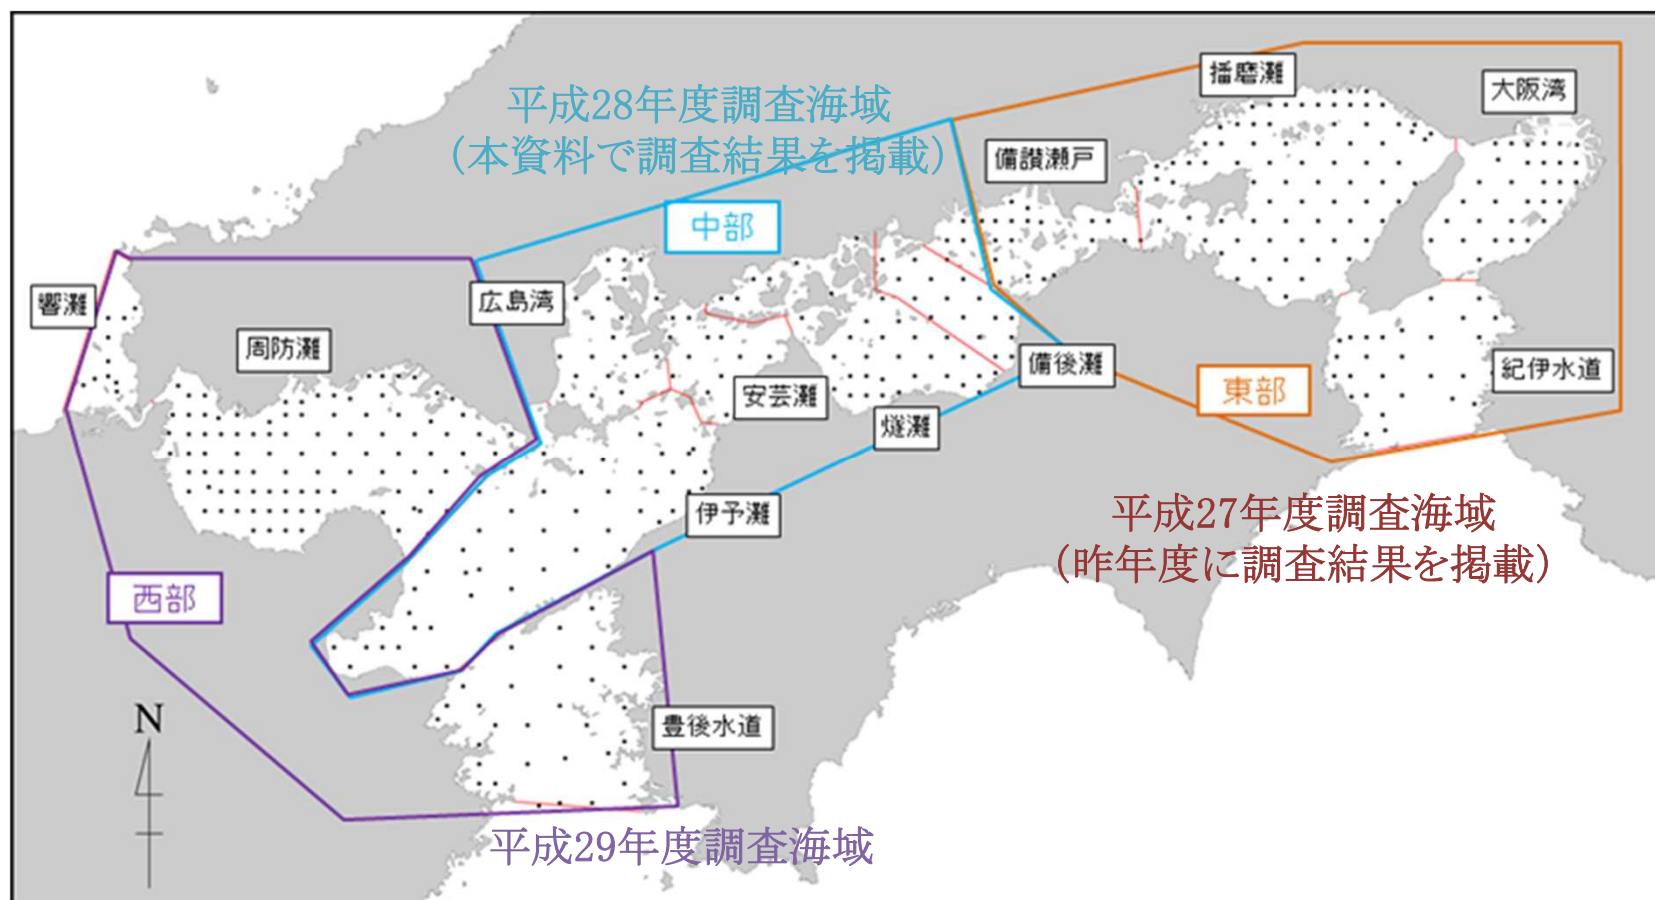 播磨灘
大阪湾
平成28年度調査海域
（本資料で調査結果を掲載）
備讃瀬戸
中部
響灘
広島湾
周防灘
備後灘
紀伊水道
東部
安芸灘
燧灘
伊予灘
平成27年度調査海域
（昨年度に調査結果を掲載）
西部
N
豊後水道
平成29年度調査海域